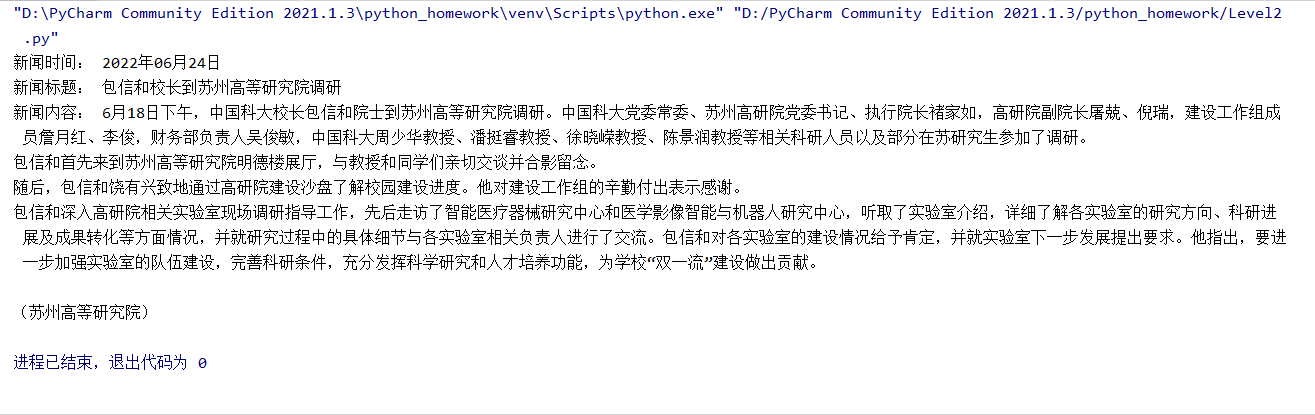 "D:\PyCharm Community Edition 2021.1.3\python_homework\venv\Scripts\python.exe" "D:/PyCharm Community Edition 2021.1.3/python_homework/Level2
.py"
新闻时间： 2022年06月24日
新闻标题： 包信和校长到苏州高等研究院调研
新闻内容： 6月18日下午，中国科大校长包信和院士到苏州高等研究院调研。中国科大党委常委、苏州高研院党委书记、执行院长褚家如，高研院副院长屠兢、倪瑞，建设工作组成
员詹月红、李俊，财务部负责人吴俊敏，中国科大周少华教授、潘挺睿教授、徐晓嵘教授、陈景润教授等相关科研人员以及部分在苏研究生参加了调研。
包信和首先来到苏州高等研究院明德楼展厅，与教授和同学们亲切交谈并合影留念。
随后，包信和饶有兴致地通过高研院建设沙盘了解校园建设进度。他对建设工作组的辛勤付出表示感谢。
包信和深入高研院相关实验室现场调研指导工作，先后走访了智能医疗器械研究中心和医学影像智能与机器人研究中心，听取了实验室介绍，详细了解各实验室的研究方向、科研进
展及成果转化等方面情况，并就研究过程中的具体细节与各实验室相关负责人进行了交流。包信和对各实验室的建设情况给予肯定，并就实验室下一步发展提出要求。他指出，要进
一步加强实验室的队伍建设，完善科研条件，充分发挥科学研究和人才培养功能，为学校“双一流”建设做出贡献。
（苏州高等研究院）
进程已结束，退出代码为 0